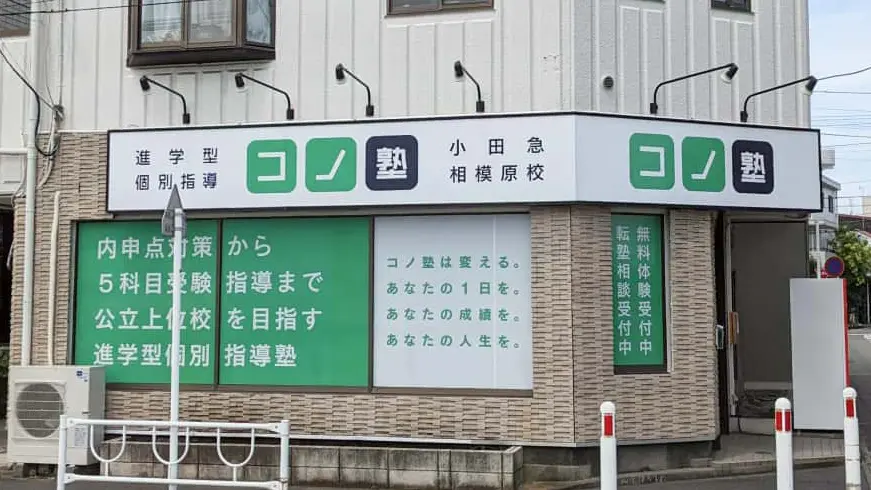 進学型
個別指導
コノ塾
小田急
相模原校
コノ塾
内申点対策から
5科目受験指導まで
公立上位校を目指す
進学型個別指導塾
コノ塾は変える。
あなたの1日を。
あなたの成績を。
あなたの人生を。
無料体験受付中
転塾相談受付中